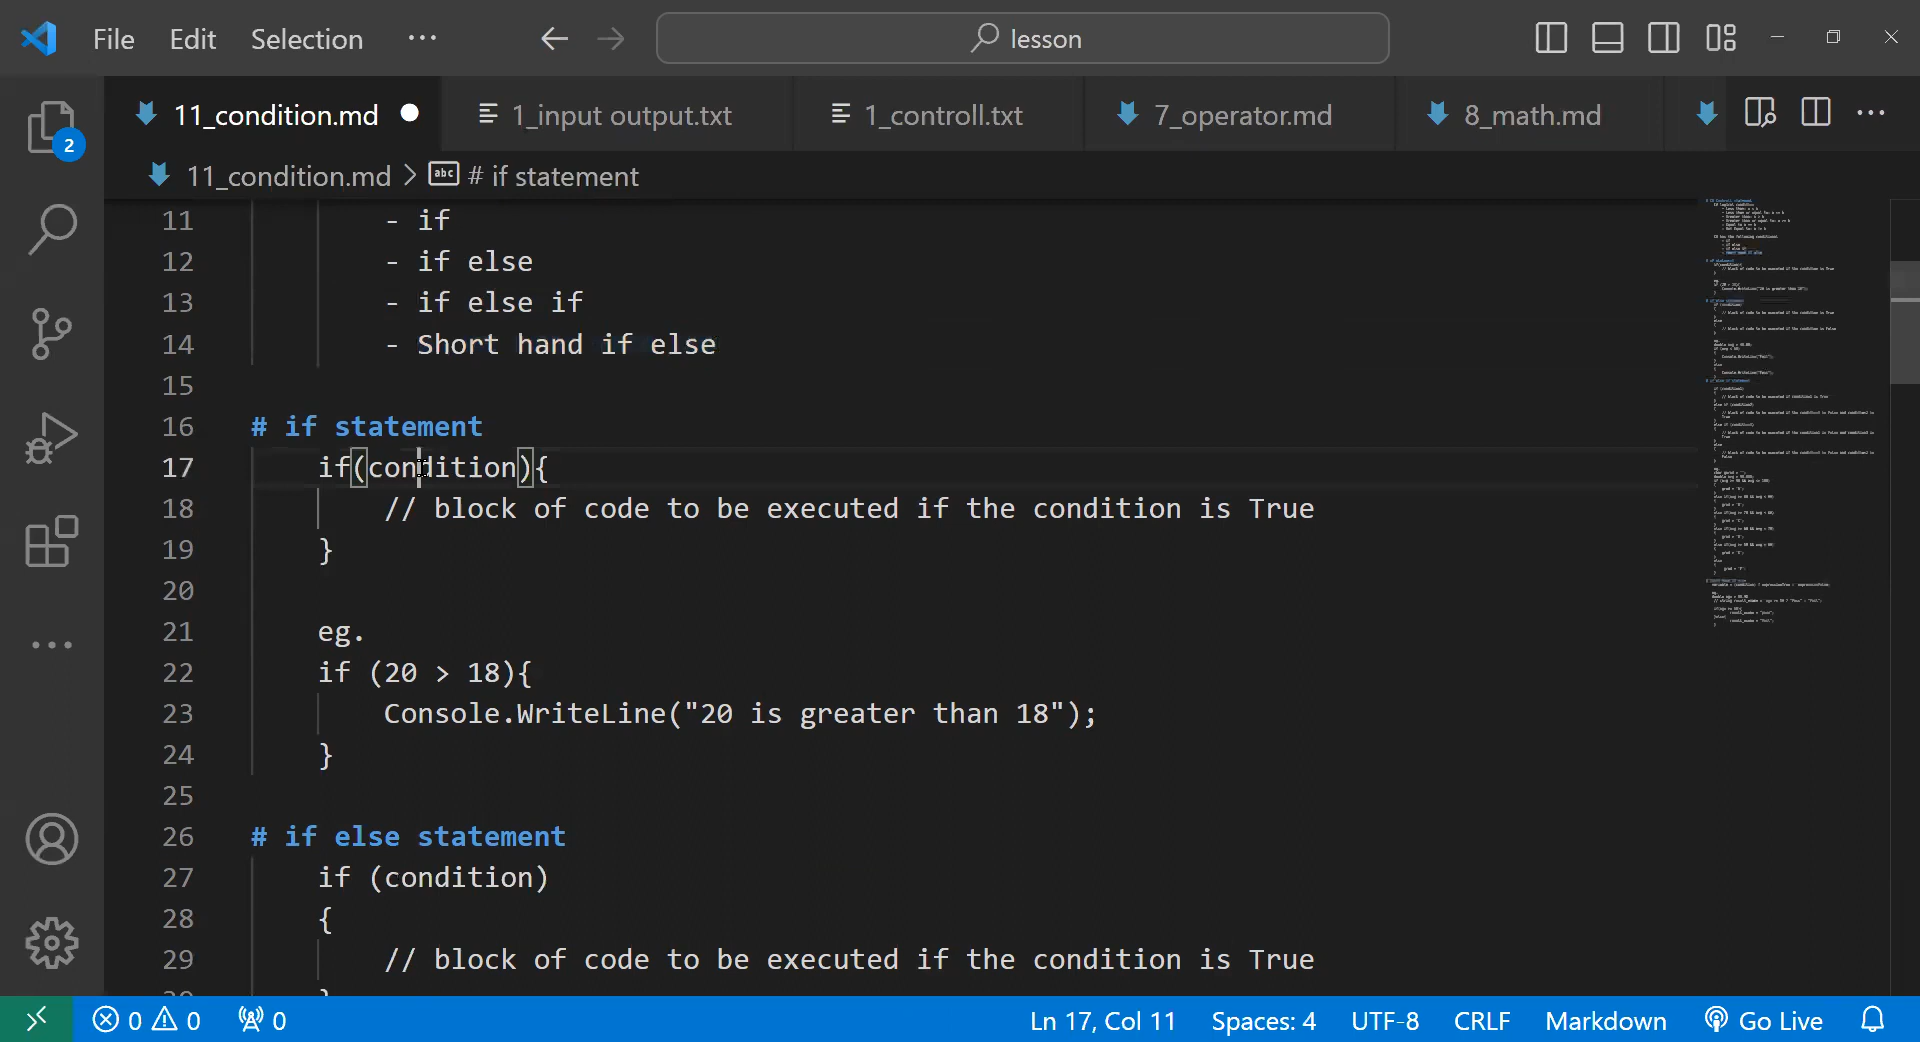 File Edit Selection ··· lesson
11_condition.md 1_input output.txt 1_controll.txt 7_operator.md 8_math.md
11_condition.md > abc # if statement
11 - if
12 - if else
13 - if else if
14 - Short hand if else
15
16 # if statement
17 if(condition){
18 // block of code to be executed if the condition is True
19 }
20
21 eg.
22 if (20 > 18){
23 Console.WriteLine("20 is greater than 18");
24 }
25
26 # if else statement
27 if (condition)
28 {
29 // block of code to be executed if the condition is True
2
0 0 0 Ln 17, Col 11 Spaces: 4 UTF-8 CRLF Markdown Go Live